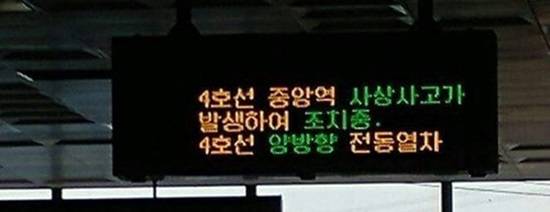 4호선 중앙역 사상사고가
발생하여 조치중.
4호선 양방향 전동열차